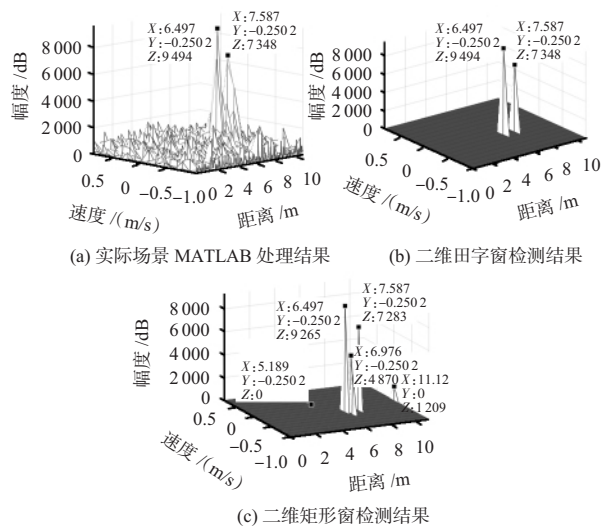 X:6.497
Y:-0.250 2
Z:9 494
X:7.587
Y:-0.250 2
Z:7 348
8 000
6 000
4 000
2 000
0
幅度 /dB
0.5
0
-0.5
-1.0
速度 /(m/s)
0 2 4 6 8 10
距离 /m
(a) 实际场景 MATLAB 处理结果
X:6.497
Y:-0.250 2
Z:9 494
X:7.587
Y:-0.250 2
Z:7 348
8 000
6 000
4 000
2 000
0
幅度 /dB
0.5
0
-0.5
-1.0
速度 /(m/s)
0 2 4 6 8 10
距离 /m
(b) 二维田字窗检测结果
X:6.497
Y:-0.250 2
Z:9 265
X:7.587
Y:-0.250 2
Z:7 283
X:5.189
Y:-0.250 2
Z:0
X:6.976
Y:-0.250 2
Z:4 870
X:11.12
Y:0
Z:1 209
8 000
6 000
4 000
2 000
0
幅度 /dB
0.5
0
-0.5
-1.0
速度 /(m/s)
0 2 4 6 8 10
距离 /m
(c) 二维矩形窗检测结果